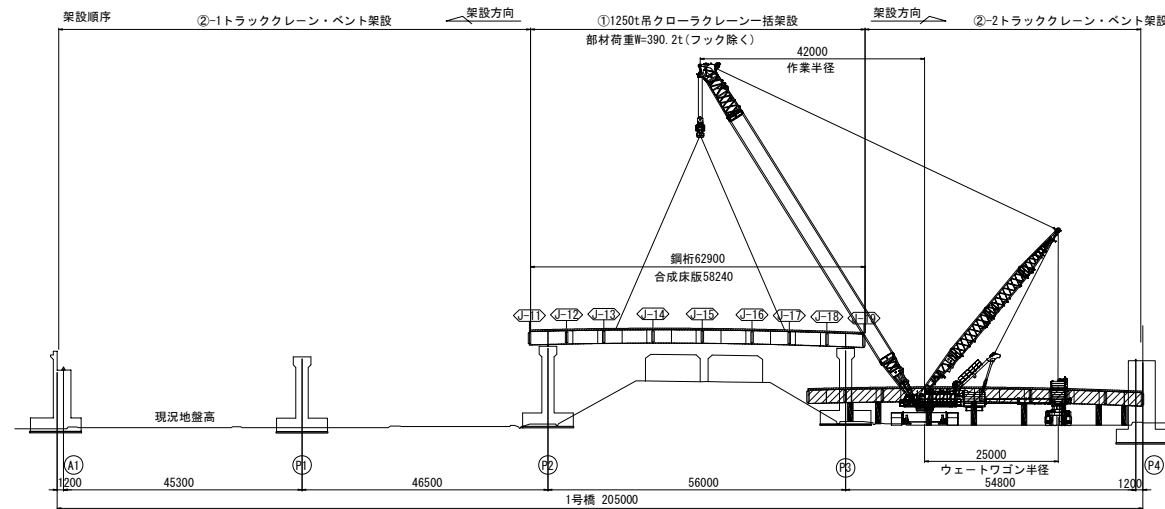 架設順序
②-1トラッククレーン・ベント架設
架設方向
①1250t吊クローラクレーン一括架設
架設方向
②-2トラッククレーン・ベント架設
部材荷重W=390.2t(フック除く)
42000
作業半径
鋼桁62900
合成床版58240
J-11
J-12
J-13
J-14
J-15
J-16
J-17
J-18
J-19
現況地盤高
25000
ウェートワゴン半径
A1
P1
P2
P3
P4
1200
45300
46500
56000
54800
1200
1号橋 205000